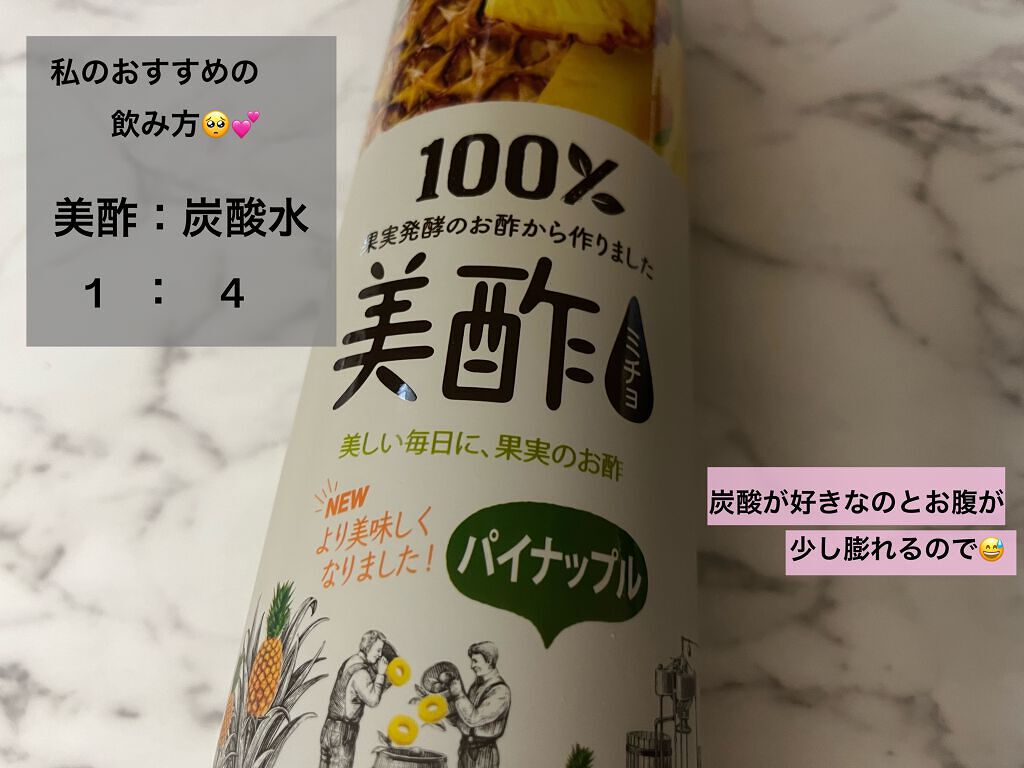 私のおすすめの
飲み方🥺💕
美酢：炭酸水
1 ： 4
100%
果実発酵のお酢から作りました
美酢
ミチョ
美しい毎日に、果実のお酢
NEW
より美味しく
なりました！
パイナップル
炭酸が好きなのとお腹が
少し膨れるので😅